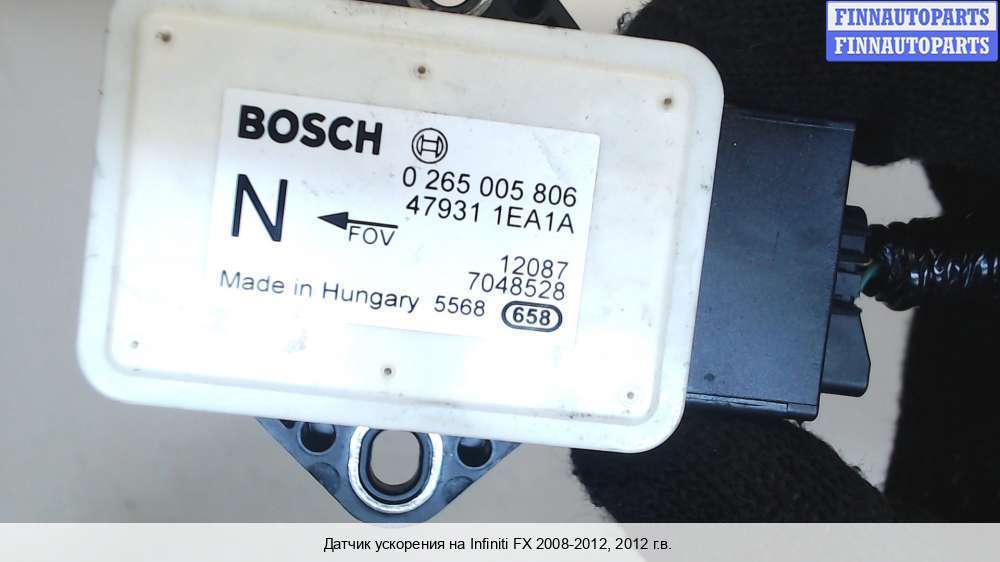 FINNAUTOPARTS
FINNAUTOPARTS
BOSCH
0 265 005 806
47931 1EA1A
N
FOV
12087
7048528
Made in Hungary 5568 658
Датчик ускорения на Infiniti FX 2008-2012, 2012 г.в.